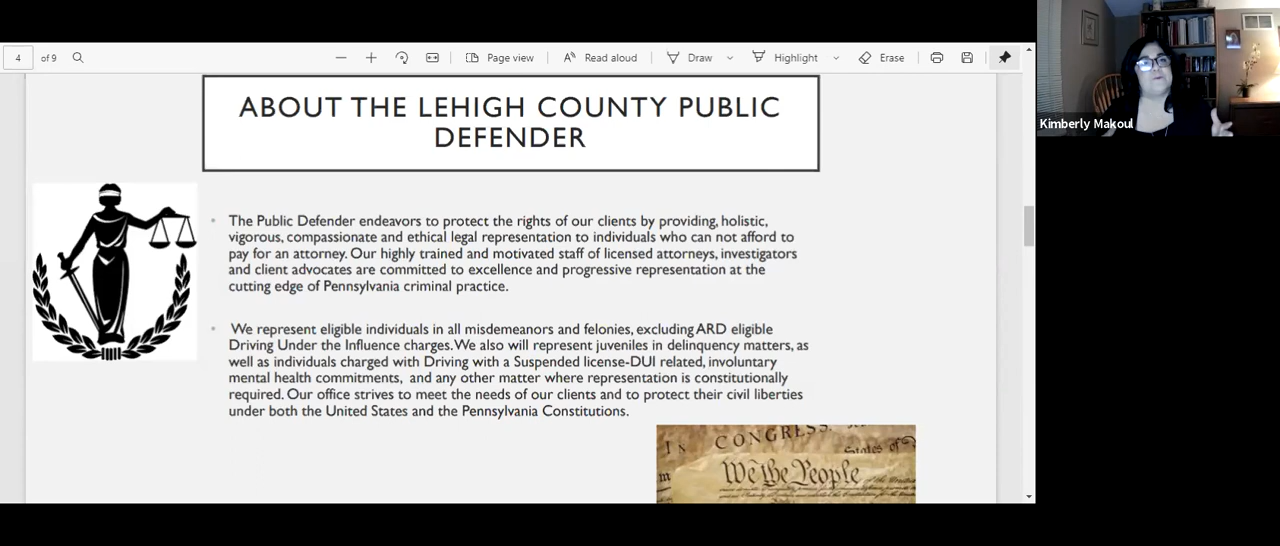 4 of 9 Page view Read aloud Draw Highlight Erase
ABOUT THE LEHIGH COUNTY PUBLIC
DEFENDER
Kimberly Makoul
• The Public Defender endeavors to protect the rights of our clients by providing, holistic,
vigorous, compassionate and ethical legal representation to individuals who can not afford to
pay for an attorney. Our highly trained and motivated staff of licensed attorneys, investigators
and client advocates are committed to excellence and progressive representation at the
cutting edge of Pennsylvania criminal practice.
• We represent eligible individuals in all misdemeanors and felonies, excluding ARD eligible
Driving Under the Influence charges. We also will represent juveniles in delinquency matters, as
well as individuals charged with Driving with a Suspended license-DUI related, involuntary
mental health commitments, and any other matter where representation is constitutionally
required. Our office strives to meet the needs of our clients and to protect their civil liberties
under both the United States and the Pennsylvania Constitutions.
IN CONGRESS.
States of
We the People
of the United